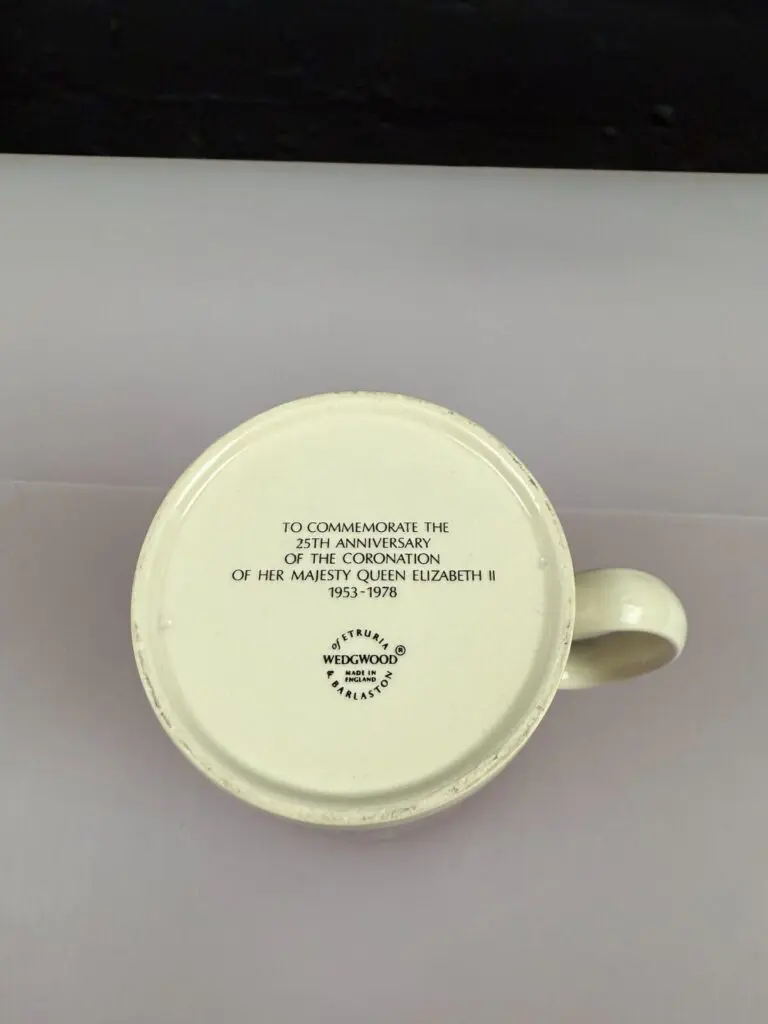 TO COMMEMORATE THE
25TH ANNIVERSARY
OF THE CORONATION
OF HER MAJESTY QUEEN ELIZABETH II
1953-1978
of ETRURIA
WEDGWOOD®
MADE IN
ENGLAND
& BARLASTON